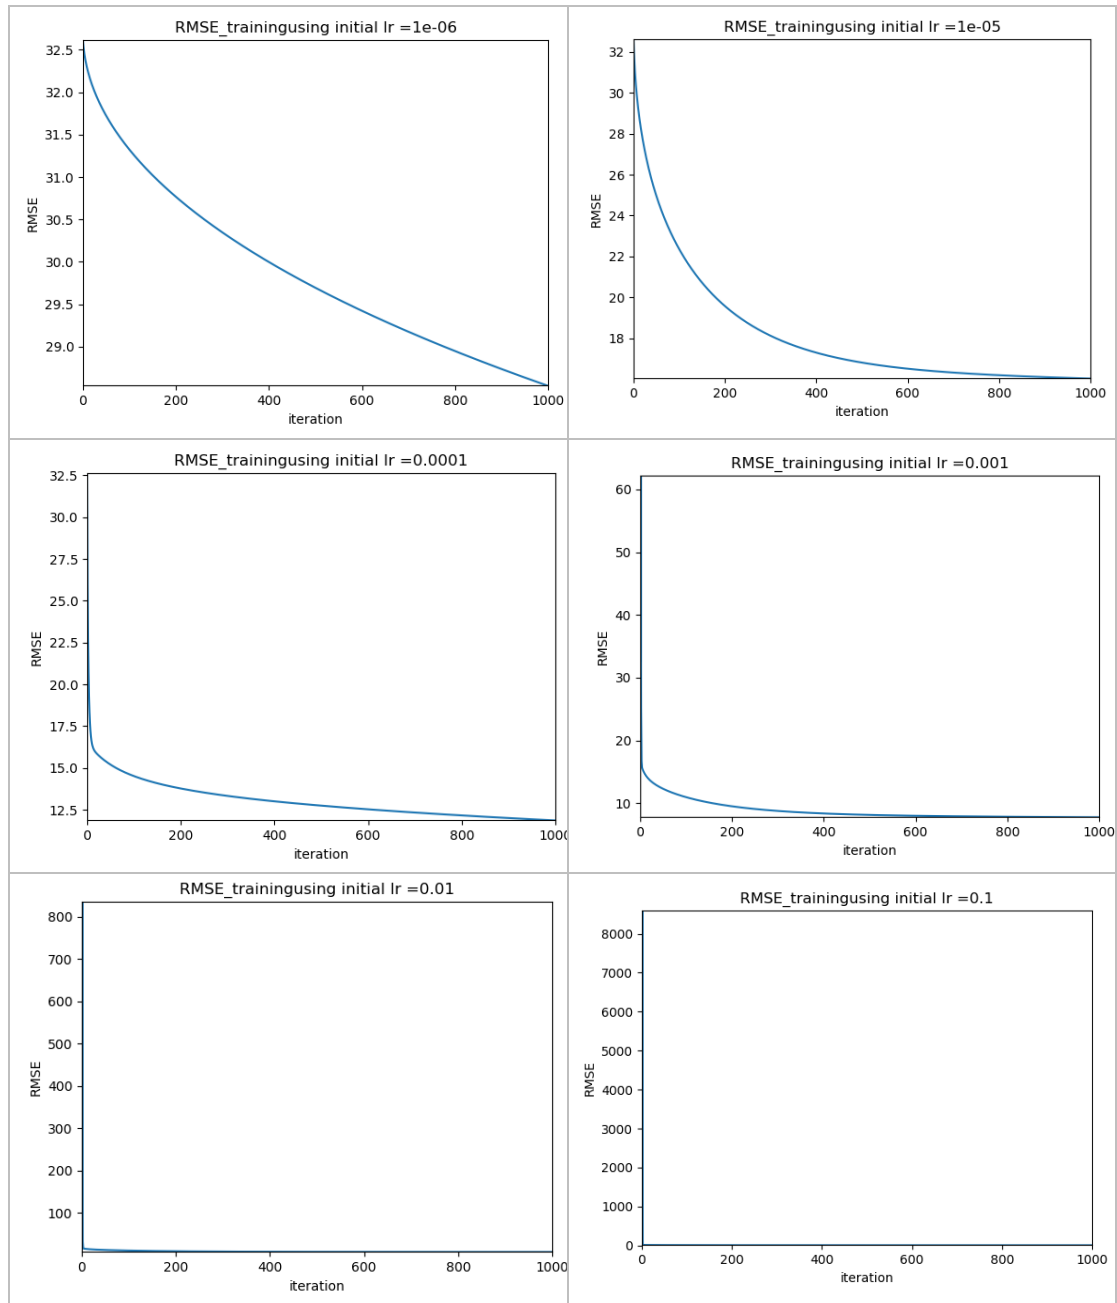 RMSE_trainingusing initial lr =1e-06
32.5
32.0
31.5
31.0
30.5
30.0
29.5
29.0
RMSE
0 200 400 600 800 1000
iteration
RMSE_trainingusing initial lr =1e-05
32
30
28
26
24
22
20
18
RMSE
0 200 400 600 800 1000
iteration
RMSE_trainingusing initial lr =0.0001
32.5
30.0
27.5
25.0
22.5
20.0
17.5
15.0
12.5
RMSE
0 200 400 600 800 1000
iteration
RMSE_trainingusing initial lr =0.001
60
50
40
30
20
10
RMSE
0 200 400 600 800 1000
iteration
RMSE_trainingusing initial lr =0.01
800
700
600
500
400
300
200
100
RMSE
0 200 400 600 800 1000
iteration
RMSE_trainingusing initial lr =0.1
8000
7000
6000
5000
4000
3000
2000
1000
0
RMSE
0 200 400 600 800 1000
iteration